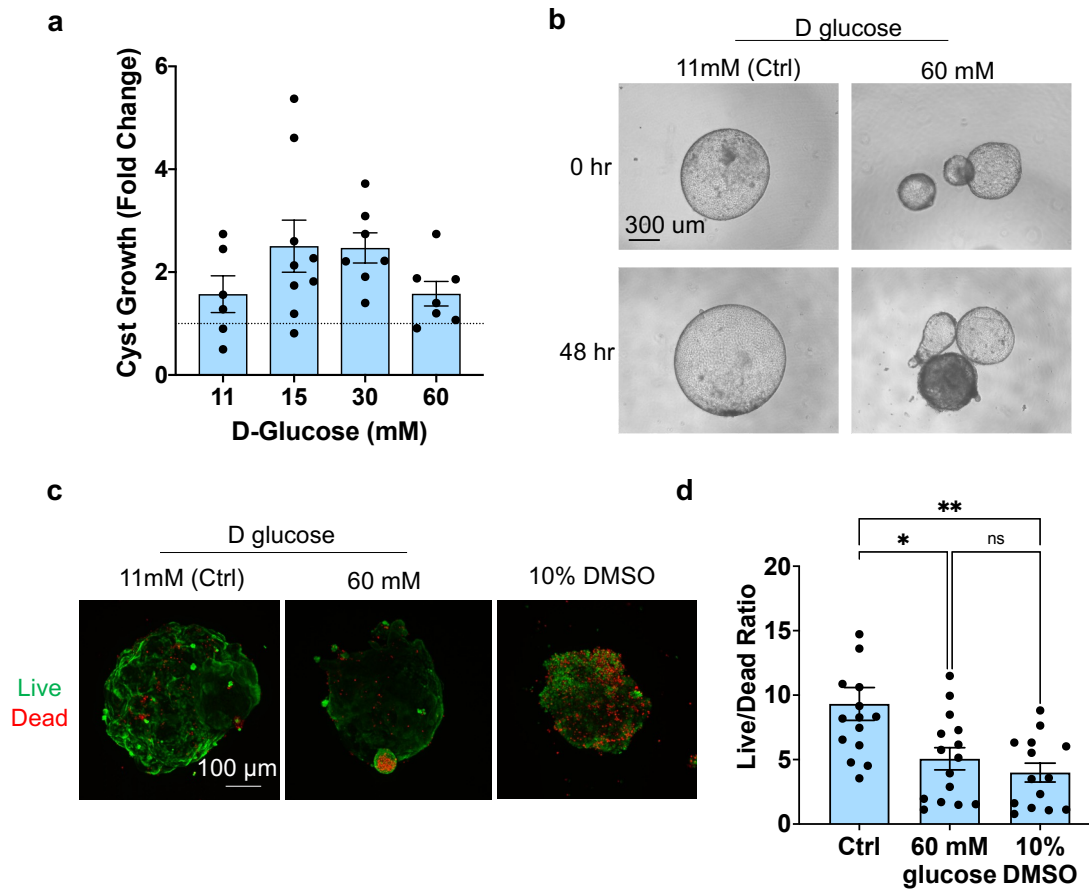 a
Cyst Growth (Fold Change)
6
4
2
0
11 15 30 60
D-Glucose (mM)
b
D glucose
11mM (Ctrl) 60 mM
0 hr
300 um
48 hr
c
D glucose
11mM (Ctrl) 60 mM 10% DMSO
Live
Dead
100 µm
d
** 
* ns
Live/Dead Ratio
20
15
10
5
0
Ctrl 60 mM 10%
glucose DMSO